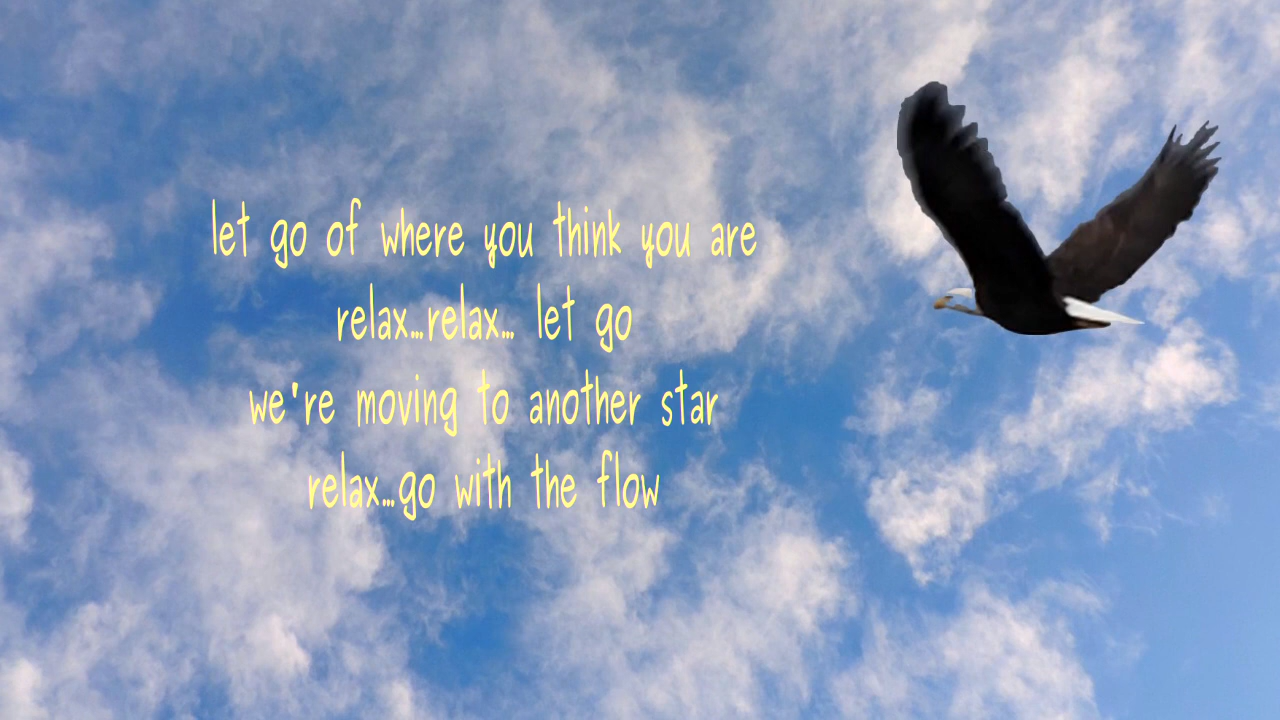 let go of where you think you are
relax...relax... let go
we're moving to another star
relax...go with the flow